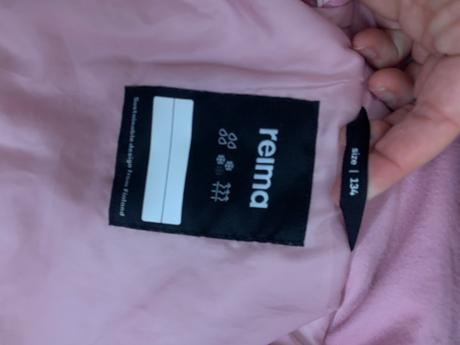 reima
Sustainable design from Finland
size | 134